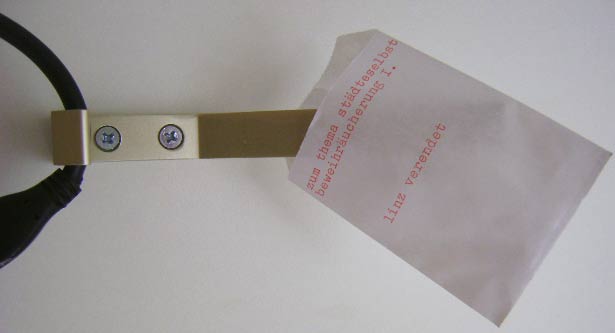 zum thema städteselbst
beweihräucherung I.
linz verendet